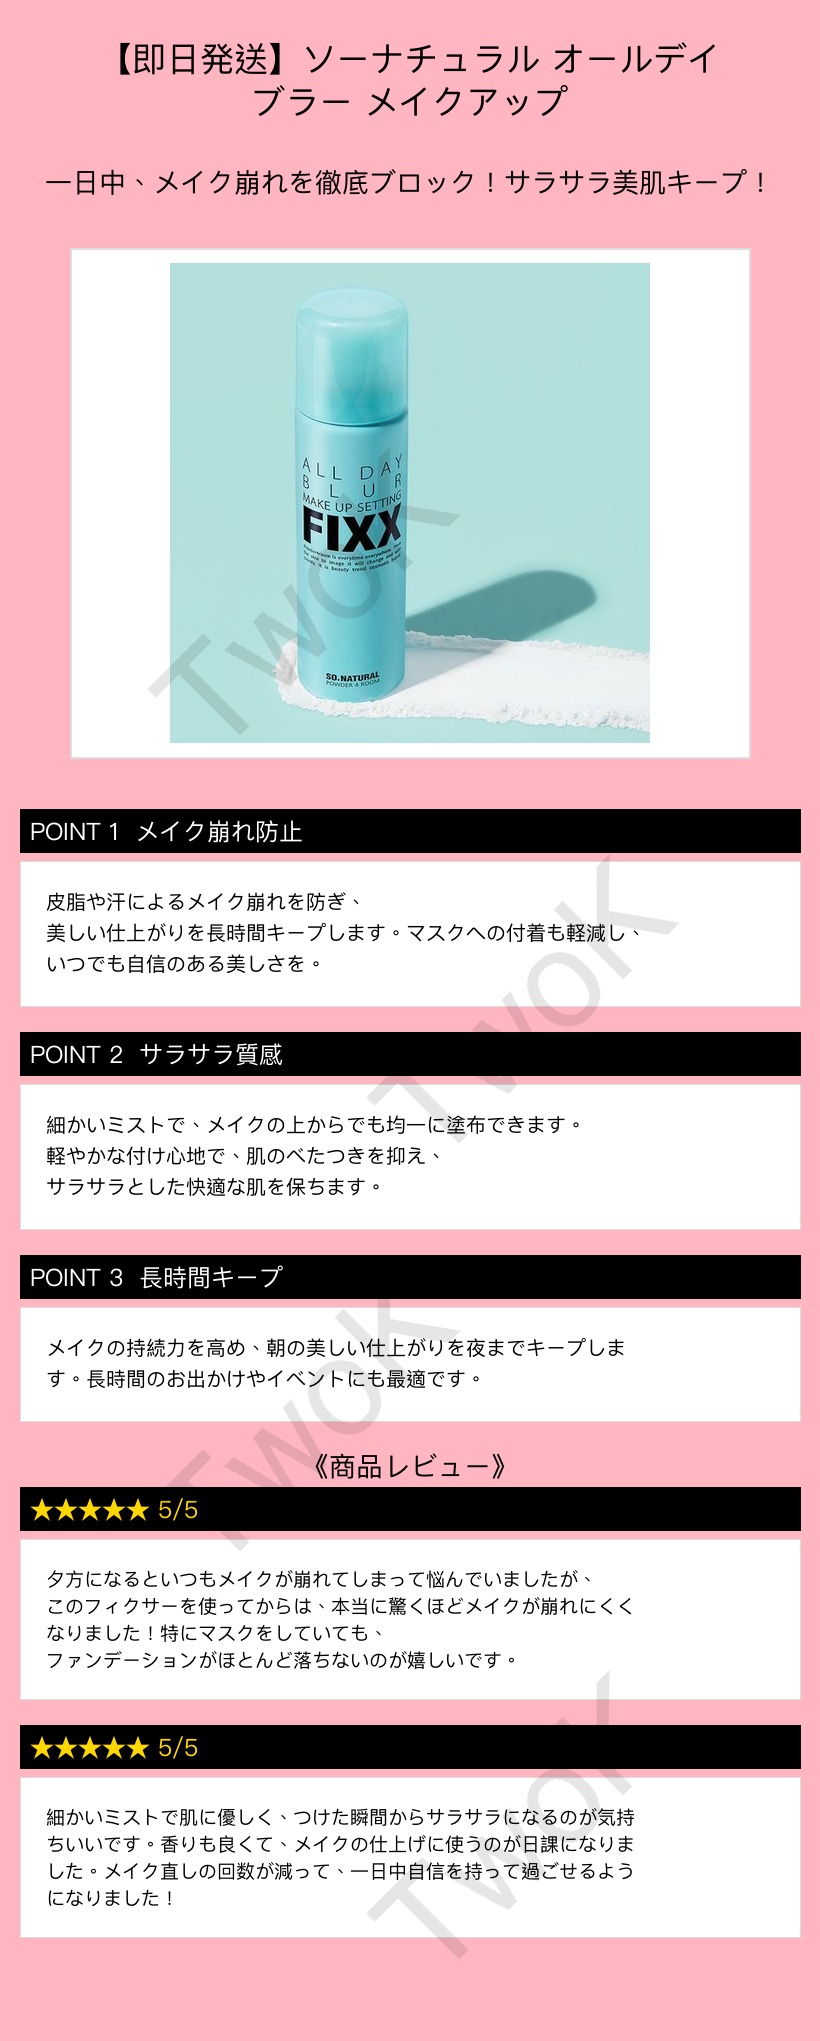 【即日発送】ソーナチュラル オールデイ
ブラー メイクアップ
一日中、メイク崩れを徹底ブロック！サラサラ美肌キープ！
ALL DAY
BLUR
MAKE UP SETTING
FIXX
SO.NATURAL
POWDER 4 ROOM
TwoK
POINT 1 メイク崩れ防止
皮脂や汗によるメイク崩れを防ぎ、
美しい仕上がりを長時間キープします。マスクへの付着も軽減し、
いつでも自信のある美しさを。
TwoK
POINT 2 サラサラ質感
細かいミストで、メイクの上からでも均一に塗布できます。
軽やかな付け心地で、肌のべたつきを抑え、
サラサラとした快適な肌を保ちます。
POINT 3 長時間キープ
メイクの持続力を高め、朝の美しい仕上がりを夜までキープしま
す。長時間のお出かけやイベントにも最適です。
TwoK
《商品レビュー》
★★★★★ 5/5
夕方になるといつもメイクが崩れてしまって悩んでいましたが、
このフィクサーを使ってからは、本当に驚くほどメイクが崩れにくく
なりました！特にマスクをしていても、
ファンデーションがほとんど落ちないのが嬉しいです。
★★★★★ 5/5
細かいミストで肌に優しく、つけた瞬間からサラサラになるのが気持
ちいいです。香りも良くて、メイクの仕上げに使うのが日課になりま
した。メイク直しの回数が減って、一日中自信を持って過ごせるよう
になりました！
TwoK